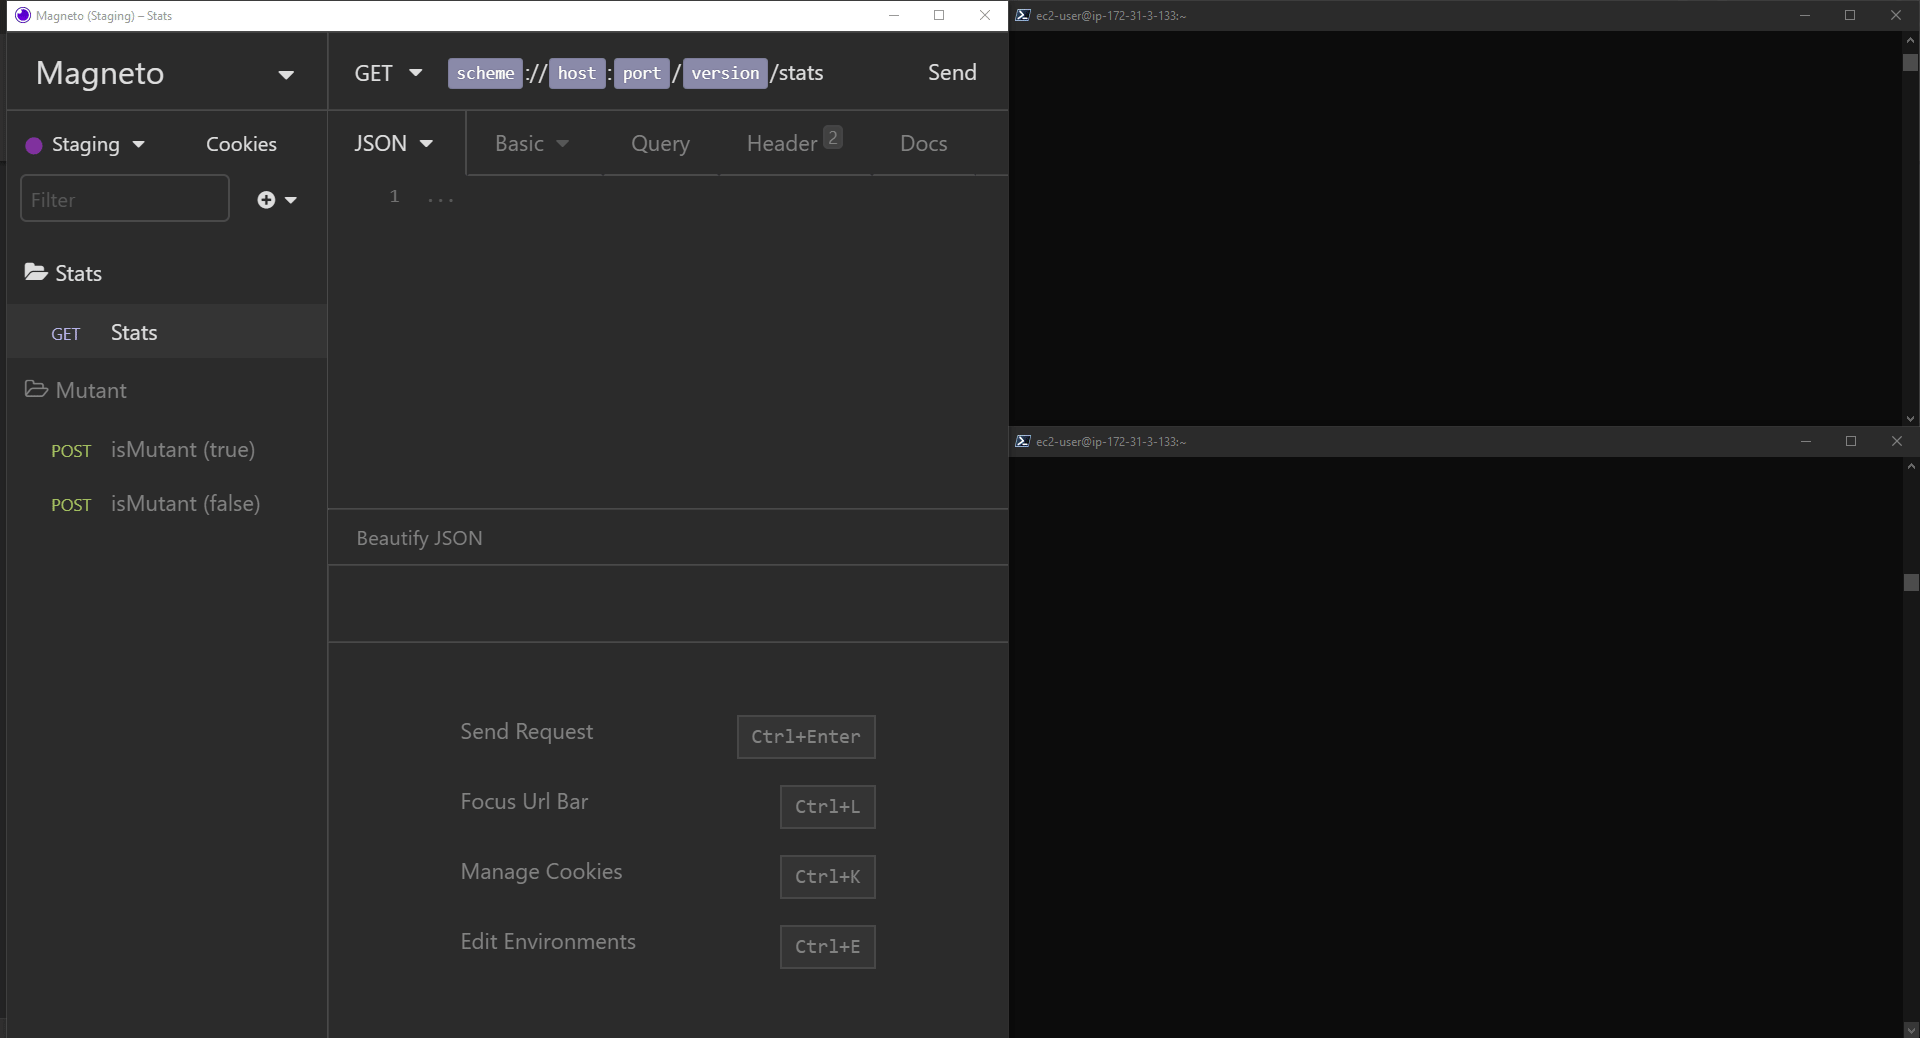 Magneto (Staging) – Stats
Magneto
GET scheme://host:port/version/stats Send
Staging Cookies
JSON Basic Query Header 2 Docs
Filter
1 ...
Stats
GET Stats
Mutant
POST isMutant (true)
POST isMutant (false)
Beautify JSON
Send Request Ctrl+Enter
Focus Url Bar Ctrl+L
Manage Cookies Ctrl+K
Edit Environments Ctrl+E
ec2-user@ip-172-31-3-133:~
ec2-user@ip-172-31-3-133:~